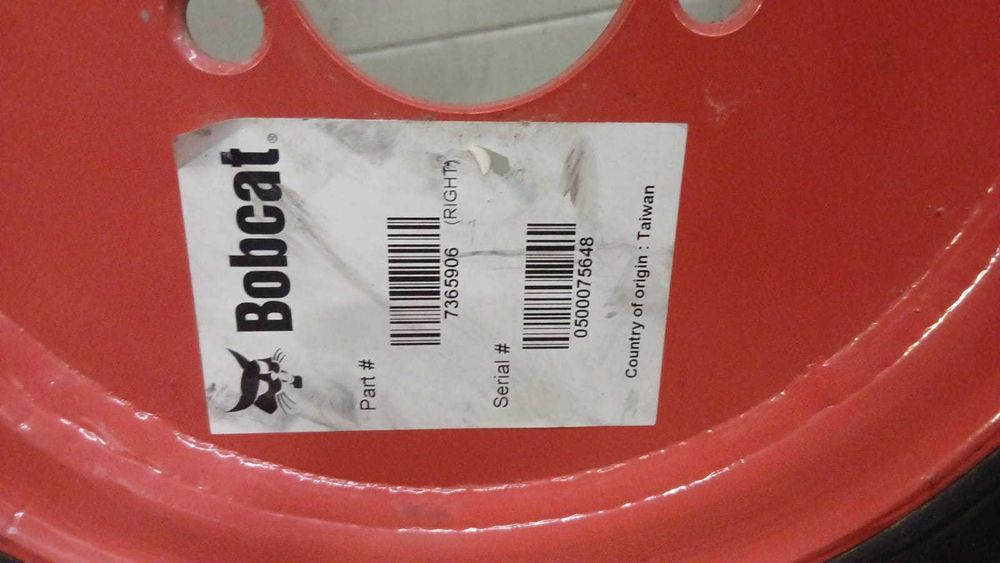 Bobcat®
Part #
7365906 (RIGHT)
Serial #
0500075648
Country of origin : Taiwan